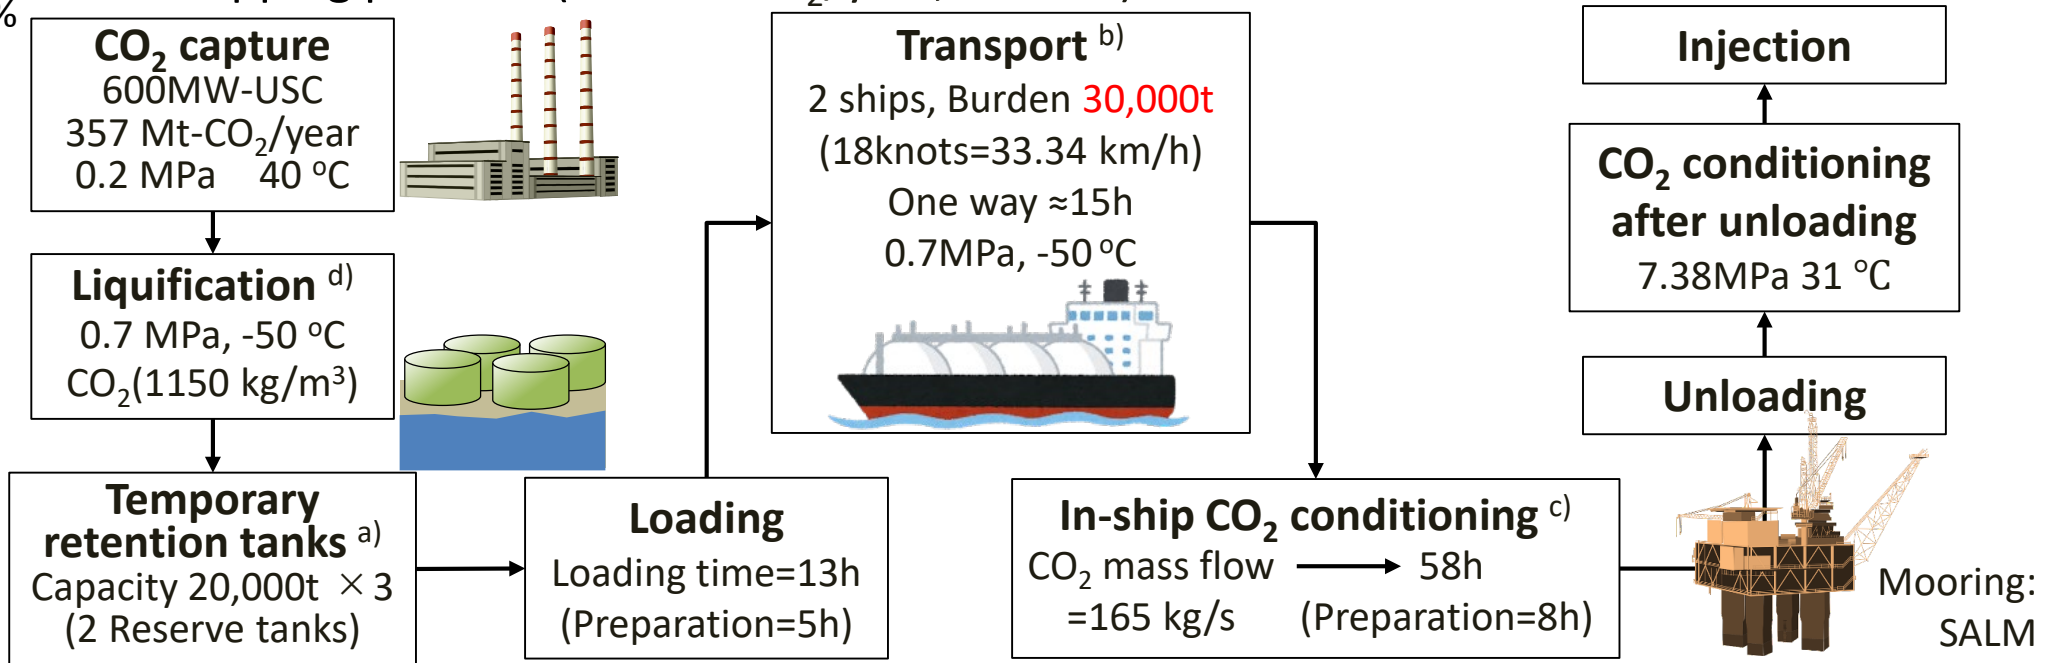 %
CO₂ capture
600MW-USC
357 Mt-CO₂/year
0.2 MPa 40 ᵒC
Liquification ᵈ⁾
0.7 MPa, -50 ᵒC
CO₂(1150 kg/m³)
Temporary
retention tanks ᵃ⁾
Capacity 20,000t ×3
(2 Reserve tanks)
Loading
Loading time=13h
(Preparation=5h)
Transport ᵇ⁾
2 ships, Burden 30,000t
(18knots=33.34 km/h)
One way ≈15h
0.7MPa, -50 ᵒC
In-ship CO₂ conditioning ᶜ⁾
CO₂ mass flow → 58h
=165 kg/s (Preparation=8h)
Mooring:
SALM
Unloading
CO₂ conditioning
after unloading
7.38MPa 31 ℃
Injection